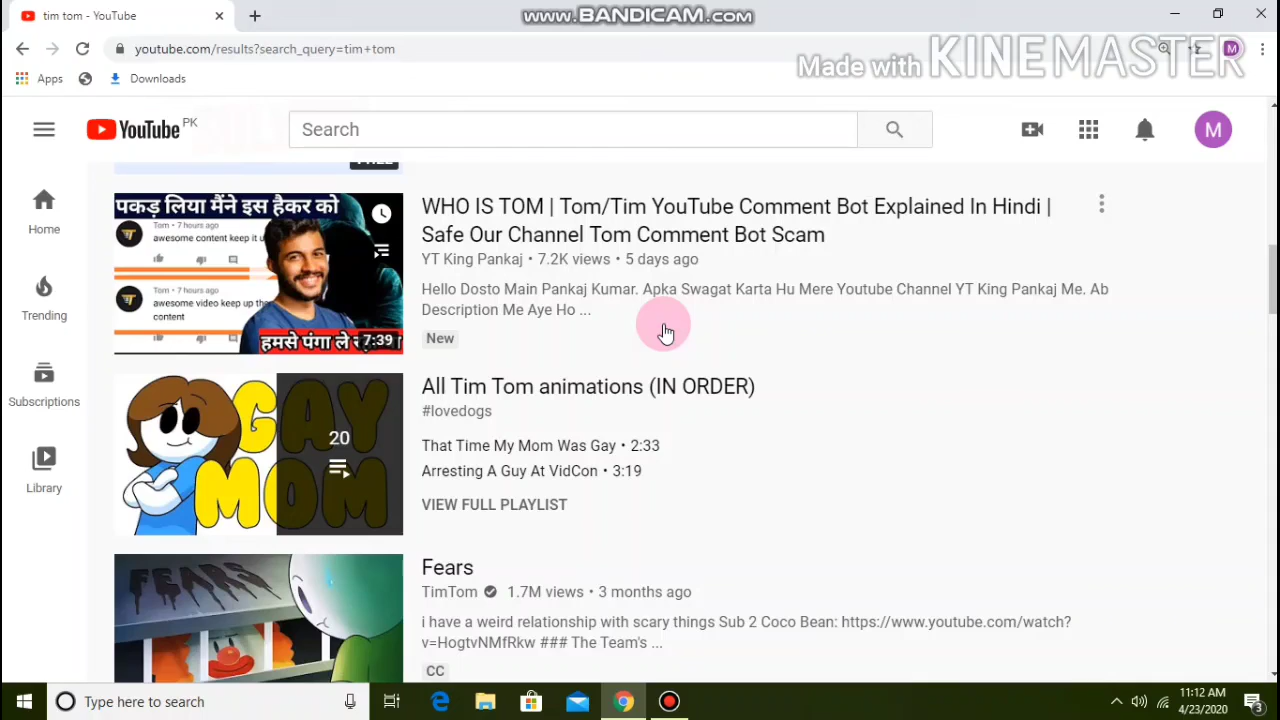 tim tom - YouTube
www.BANDICAM.com
youtube.com/results?search_query=tim+tom
Made with KINEMASTER
M
Apps
Downloads
YouTube PK
Search
M
FREE
Home
Trending
Subscriptions
Library
पकड़ लिया मैंने इस हैकर को
Tom • 7 hours ago
awesome content keep it u
Tom • 7 hours ago
awesome video keep up the
content
हमसे पंगा ले
7:39
WHO IS TOM | Tom/Tim YouTube Comment Bot Explained In Hindi |
Safe Our Channel Tom Comment Bot Scam
YT King Pankaj • 7.2K views • 5 days ago
Hello Dosto Main Pankaj Kumar. Apka Swagat Karta Hu Mere Youtube Channel YT King Pankaj Me. Ab
Description Me Aye Ho ...
New
GAY
MOM
20
All Tim Tom animations (IN ORDER)
#lovedogs
That Time My Mom Was Gay • 2:33
Arresting A Guy At VidCon • 3:19
VIEW FULL PLAYLIST
FEARS
Fears
TimTom 1.7M views • 3 months ago
i have a weird relationship with scary things Sub 2 Coco Bean: https://www.youtube.com/watch?
v=HogtvNMfRkw ### The Team's ...
CC
Type here to search
11:12 AM
4/23/2020
3